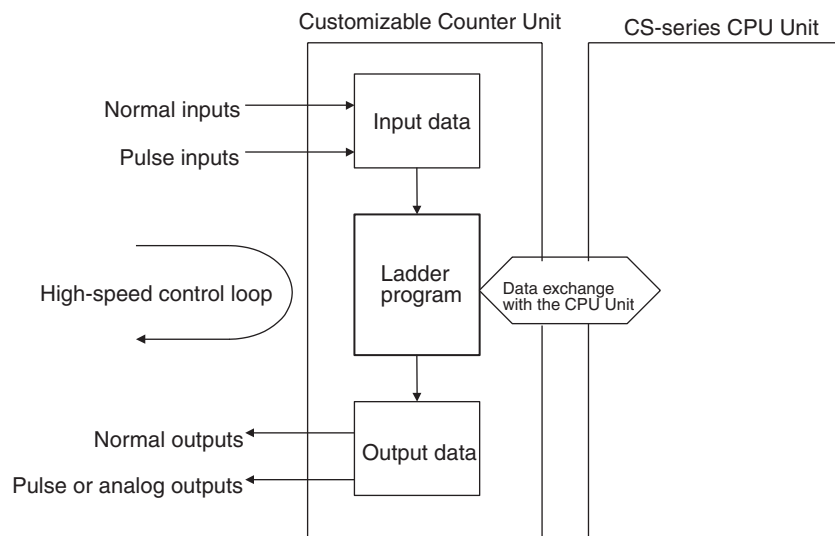 Customizable Counter Unit
CS-series CPU Unit
Normal inputs
Pulse inputs
Input data
High-speed control loop
Ladder
program
Data exchange
with the CPU Unit
Normal outputs
Pulse or analog outputs
Output data